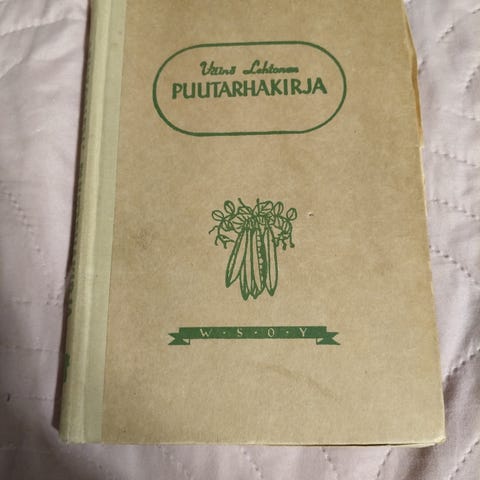 Väinö Lehtonen
PUUTARHAKIRJA
W·S·O·Y